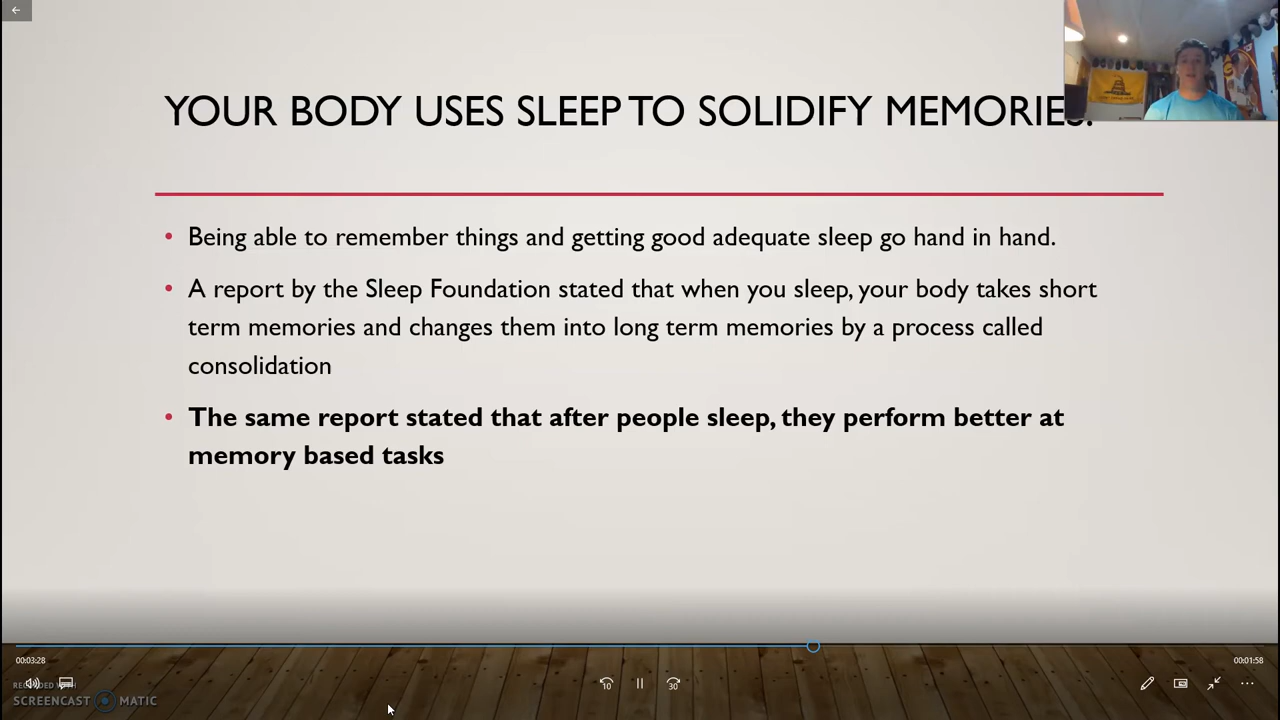 YOUR BODY USES SLEEP TO SOLIDIFY MEMORIES.
• Being able to remember things and getting good adequate sleep go hand in hand.
• A report by the Sleep Foundation stated that when you sleep, your body takes short
term memories and changes them into long term memories by a process called
consolidation
• The same report stated that after people sleep, they perform better at
memory based tasks
00:03:28
00:01:58
10
30
SCREENCAST MATIC